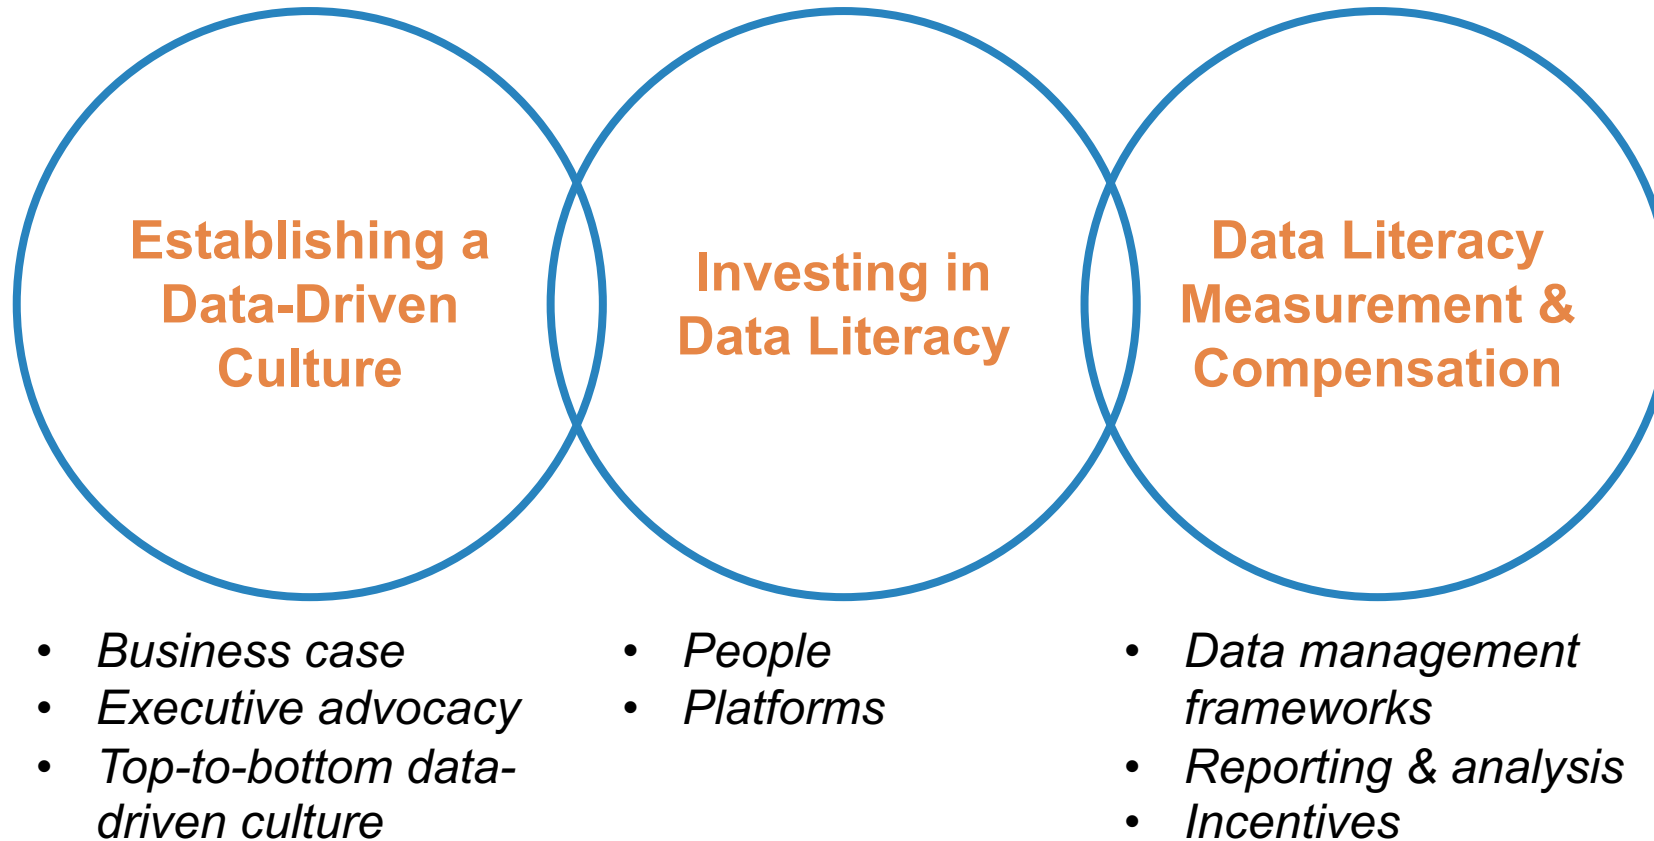 Establishing a
Data-Driven
Culture
Investing in
Data Literacy
Data Literacy
Measurement &
Compensation
• Business case
• Executive advocacy
• Top-to-bottom data-
driven culture
• People
• Platforms
• Data management
frameworks
• Reporting & analysis
• Incentives